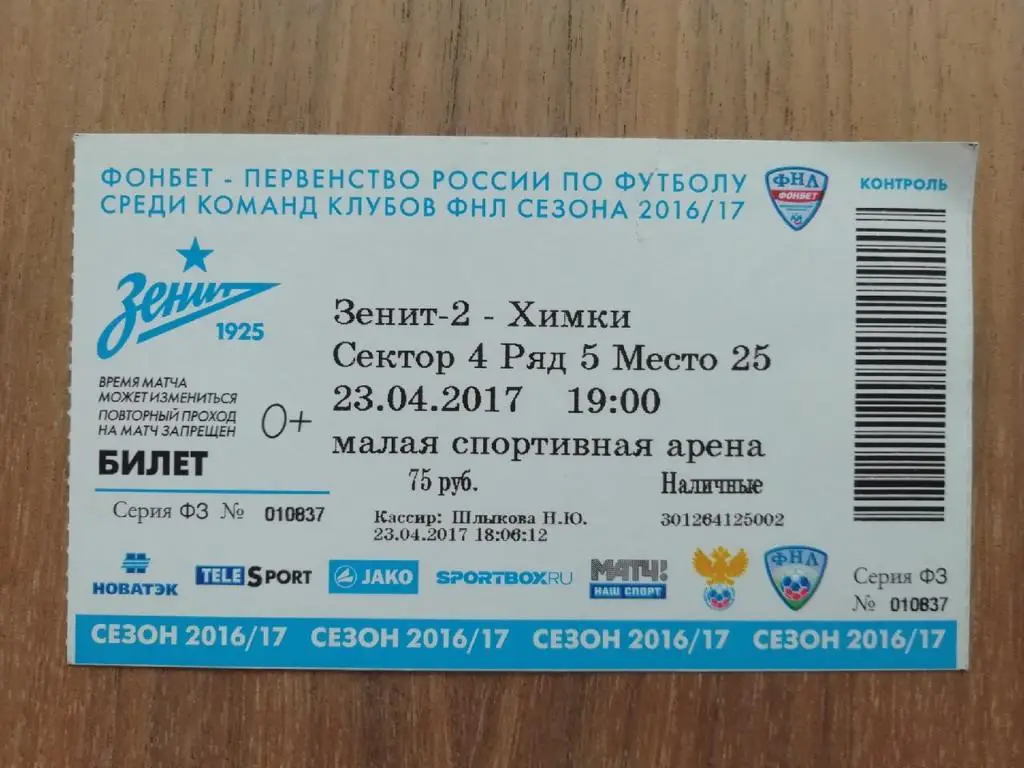 ФОНБЕТ - ПЕРВЕНСТВО РОССИИ ПО ФУТБОЛУ
СРЕДИ КОМАНД КЛУБОВ ФНЛ СЕЗОНА 2016/17
ФНЛ
ФОНБЕТ
КОНТРОЛЬ
Зенит
1925
Зенит-2 - Химки
Сектор 4 Ряд 5 Место 25
23.04.2017 19:00
малая спортивная арена
75 руб. Наличные
Кассир: Шлыкова Н.Ю. 301264125002
23.04.2017 18:06:12
ВРЕМЯ МАТЧА
МОЖЕТ ИЗМЕНИТЬСЯ
ПОВТОРНЫЙ ПРОХОД
НА МАТЧ ЗАПРЕЩЕН
0+
БИЛЕТ
Серия ФЗ № 010837
НОВАТЭК
TELESPORT
JAKO
SPORTBOX.RU
МАТЧ!
НАШ СПОРТ
ФНЛ
Серия ФЗ
№ 010837
СЕЗОН 2016/17 СЕЗОН 2016/17 СЕЗОН 2016/17 СЕЗОН 2016/17